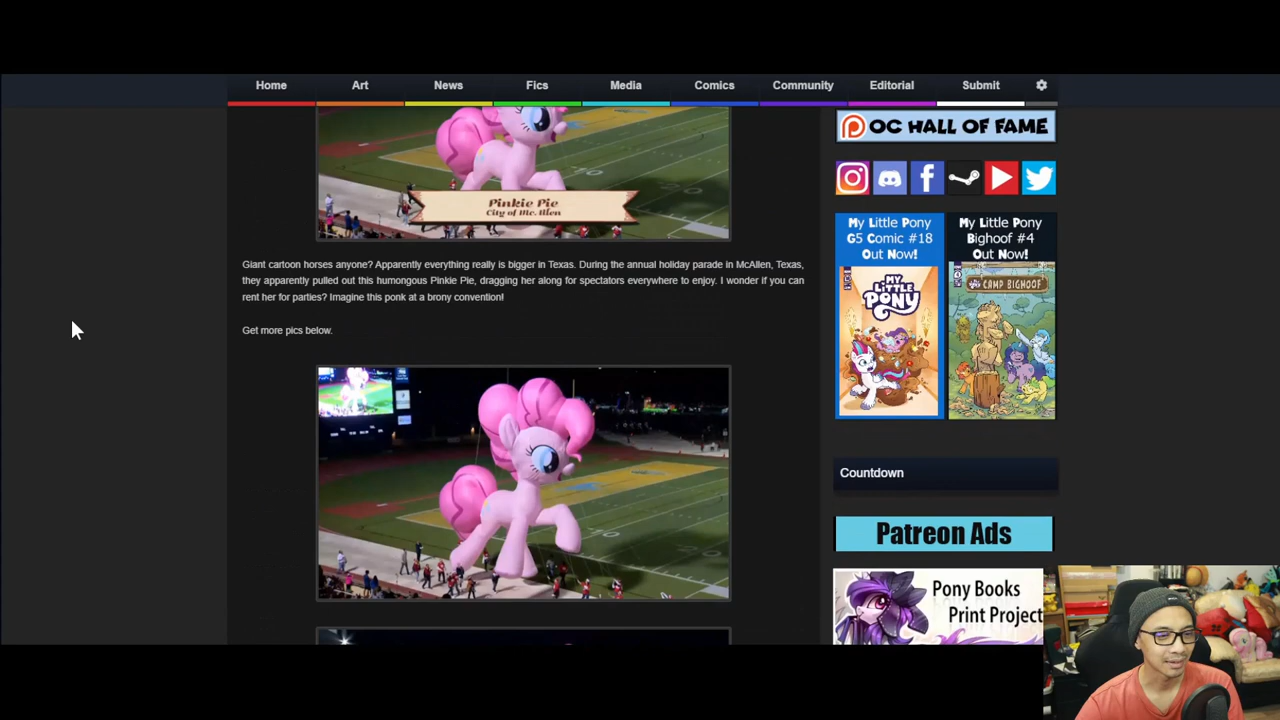 Home Art News Fics Media Comics Community Editorial Submit
OC HALL OF FAME
Pinkie Pie
City of Mc. Allen
Giant cartoon horses anyone? Apparently everything really is bigger in Texas. During the annual holiday parade in McAllen, Texas,
they apparently pulled out this humongous Pinkie Pie, dragging her along for spectators everywhere to enjoy. I wonder if you can
rent her for parties? Imagine this ponk at a brony convention!
Get more pics below.
My Little Pony
G5 Comic #18
Out Now!
MY LITTLE PONY
My Little Pony
Bighoof #4
Out Now!
CAMP BIGHOOF
Countdown
Patreon Ads
Pony Books
Print Project